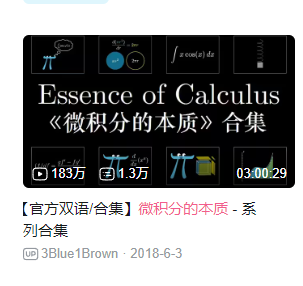 ∫ x cos(x) dx
Essence of Calculus
《微积分的本质》合集
183万
1.3万
03:00:29
【官方双语/合集】微积分的本质 - 系
列合集
UP 3Blue1Brown · 2018-6-3